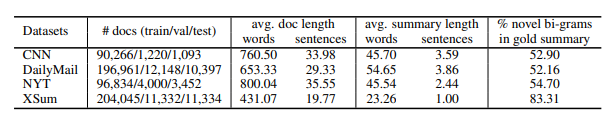 Datasets # docs (train/val/test) avg. doc length avg. summary length % novel bi-grams
words sentences words sentences in gold summary
CNN 90,266/1,220/1,093 760.50 33.98 45.70 3.59 52.90
DailyMail 196,961/12,148/10,397 653.33 29.33 54.65 3.86 52.16
NYT 96,834/4,000/3,452 800.04 35.55 45.54 2.44 54.70
XSum 204,045/11,332/11,334 431.07 19.77 23.26 1.00 83.31